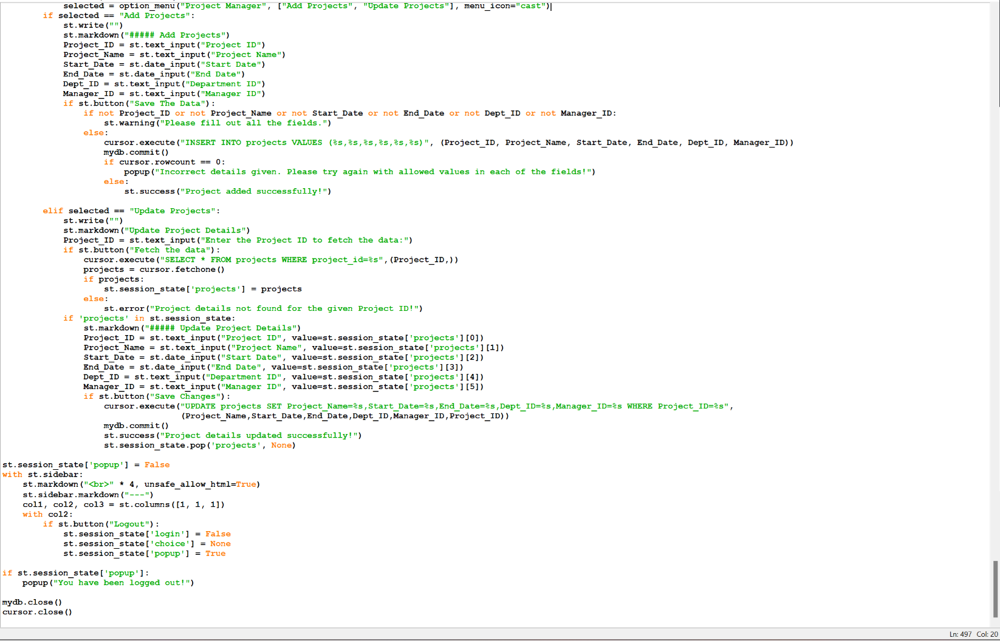 selected = option_menu("Project Manager", ["Add Projects", "Update Projects"], menu_icon="cast")
        if selected == "Add Projects":
            st.write("")
            st.markdown("##### Add Projects")
            Project_ID = st.text_input("Project ID")
            Project_Name = st.text_input("Project Name")
            Start_Date = st.date_input("Start Date")
            End_Date = st.date_input("End Date")
            Dept_ID = st.text_input("Department ID")
            Manager_ID = st.text_input("Manager ID")
            if st.button("Save The Data"):
                if not Project_ID or not Project_Name or not Start_Date or not End_Date or not Dept_ID or not Manager_ID:
                    st.warning("Please fill out all the fields.")
                else:
                    cursor.execute("INSERT INTO projects VALUES (%s,%s,%s,%s,%s,%s)", (Project_ID, Project_Name, Start_Date, End_Date, Dept_ID, Manager_ID))
                    mydb.commit()
                    if cursor.rowcount == 0:
                        popup("Incorrect details given. Please try again with allowed values in each of the fields!")
                    else:
                        st.success("Project added successfully!")

        elif selected == "Update Projects":
            st.write("")
            st.markdown("Update Project Details")
            Project_ID = st.text_input("Enter the Project ID to fetch the data:")
            if st.button("Fetch the data"):
                cursor.execute("SELECT * FROM projects WHERE project_id=%s",(Project_ID,))
                projects = cursor.fetchone()
                if projects:
                    st.session_state['projects'] = projects
                else:
                    st.error("Project details not found for the given Project ID!")
            if 'projects' in st.session_state:
                st.markdown("##### Update Project Details")
                Project_ID = st.text_input("Project ID", value=st.session_state['projects'][0])
                Project_Name = st.text_input("Project Name", value=st.session_state['projects'][1])
                Start_Date = st.date_input("Start Date", value=st.session_state['projects'][2])
                End_Date = st.date_input("End Date", value=st.session_state['projects'][3])
                Dept_ID = st.text_input("Department ID", value=st.session_state['projects'][4])
                Manager_ID = st.text_input("Manager ID", value=st.session_state['projects'][5])
                if st.button("Save Changes"):
                    cursor.execute("UPDATE projects SET Project_Name=%s,Start_Date=%s,End_Date=%s,Dept_ID=%s,Manager_ID=%s WHERE Project_ID=%s",
                                   (Project_Name,Start_Date,End_Date,Dept_ID,Manager_ID,Project_ID))
                    mydb.commit()
                    st.success("Project details updated successfully!")
                    st.session_state.pop('projects', None)

st.session_state['popup'] = False
with st.sidebar:
    st.markdown("<br>" * 4, unsafe_allow_html=True)
    st.sidebar.markdown("---")
    col1, col2, col3 = st.columns([1, 1, 1])
    with col2:
        if st.button("Logout"):
            st.session_state['login'] = False
            st.session_state['choice'] = None
            st.session_state['popup'] = True

if st.session_state['popup']:
    popup("You have been logged out!")

mydb.close()
cursor.close()
Ln: 497 Col: 20